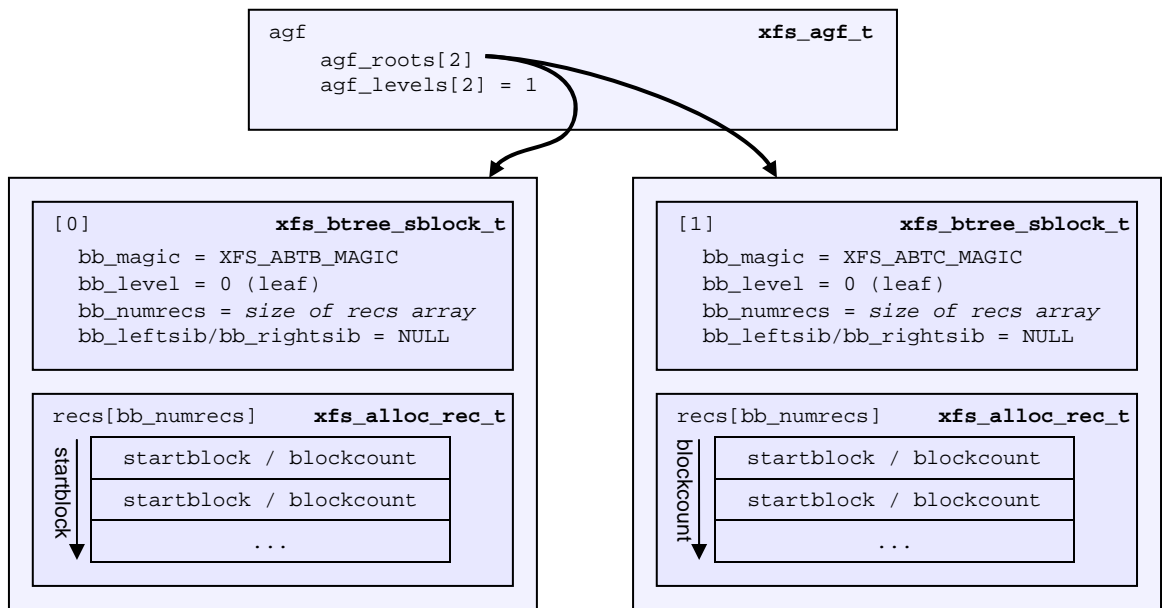 agf xfs_agf_t
agf_roots[2]
agf_levels[2] = 1
[0] xfs_btree_sblock_t
bb_magic = XFS_ABTB_MAGIC
bb_level = 0 (leaf)
bb_numrecs = size of recs array
bb_leftsib/bb_rightsib = NULL
recs[bb_numrecs] xfs_alloc_rec_t
startblock
startblock / blockcount
startblock / blockcount
...
[1] xfs_btree_sblock_t
bb_magic = XFS_ABTC_MAGIC
bb_level = 0 (leaf)
bb_numrecs = size of recs array
bb_leftsib/bb_rightsib = NULL
recs[bb_numrecs] xfs_alloc_rec_t
blockcount
startblock / blockcount
startblock / blockcount
...